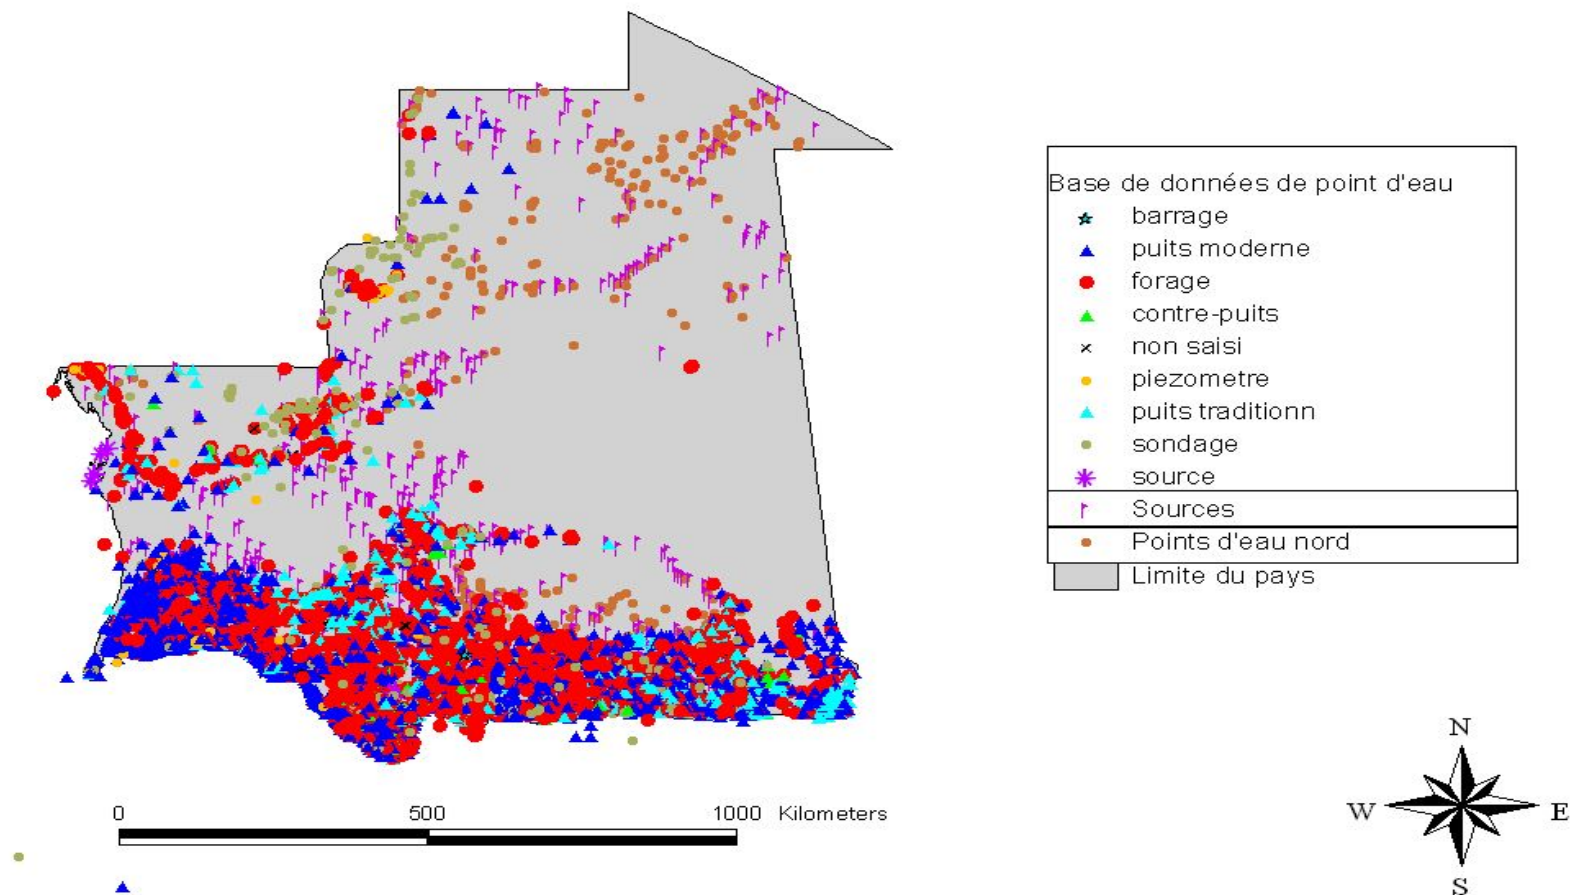 Base de données de point d'eau
barrage
puits moderne
forage
contre-puits
non saisi
piezometre
puits traditionn
sondage
source
Sources
Points d'eau nord
Limite du pays
0 500 1000 Kilometers
N
W E
S